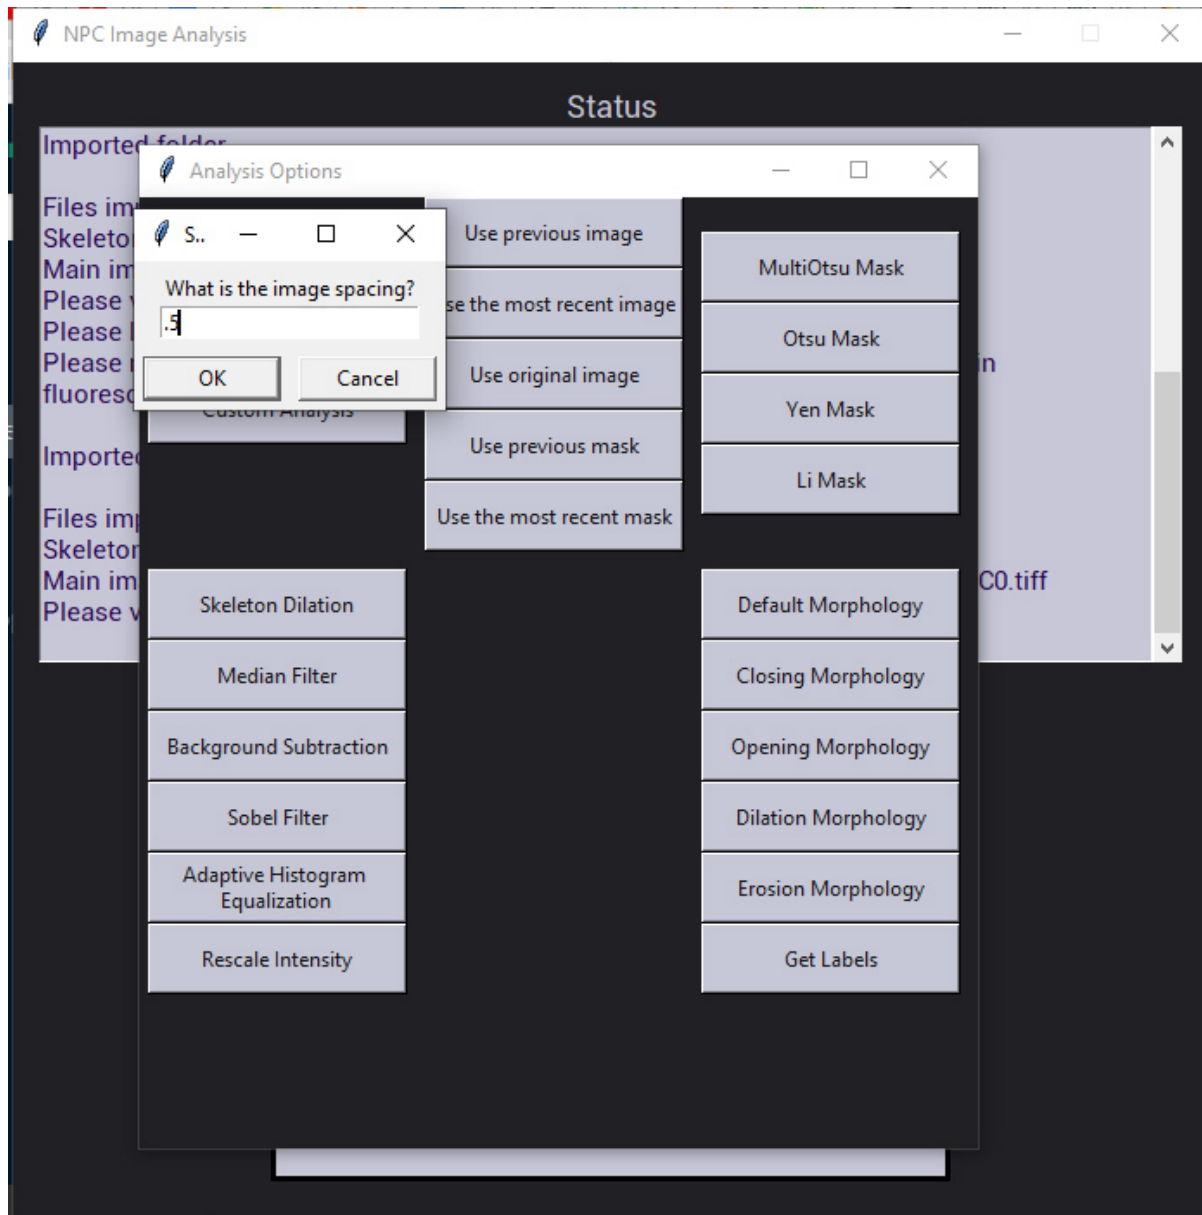 NPC Image Analysis
Status
Imported folder
Files im
Skeleto
Main im
Please
Please
Please
in
fluoresc
Importe
Files imp
Skeleton
Main im
C0.tiff
Please v
Analysis Options
S..
What is the image spacing?
.5
OK
Cancel
Custom Analysis
Use previous image
se the most recent image
Use original image
Use previous mask
Use the most recent mask
MultiOtsu Mask
Otsu Mask
Yen Mask
Li Mask
Skeleton Dilation
Median Filter
Background Subtraction
Sobel Filter
Adaptive Histogram
Equalization
Rescale Intensity
Default Morphology
Closing Morphology
Opening Morphology
Dilation Morphology
Erosion Morphology
Get Labels